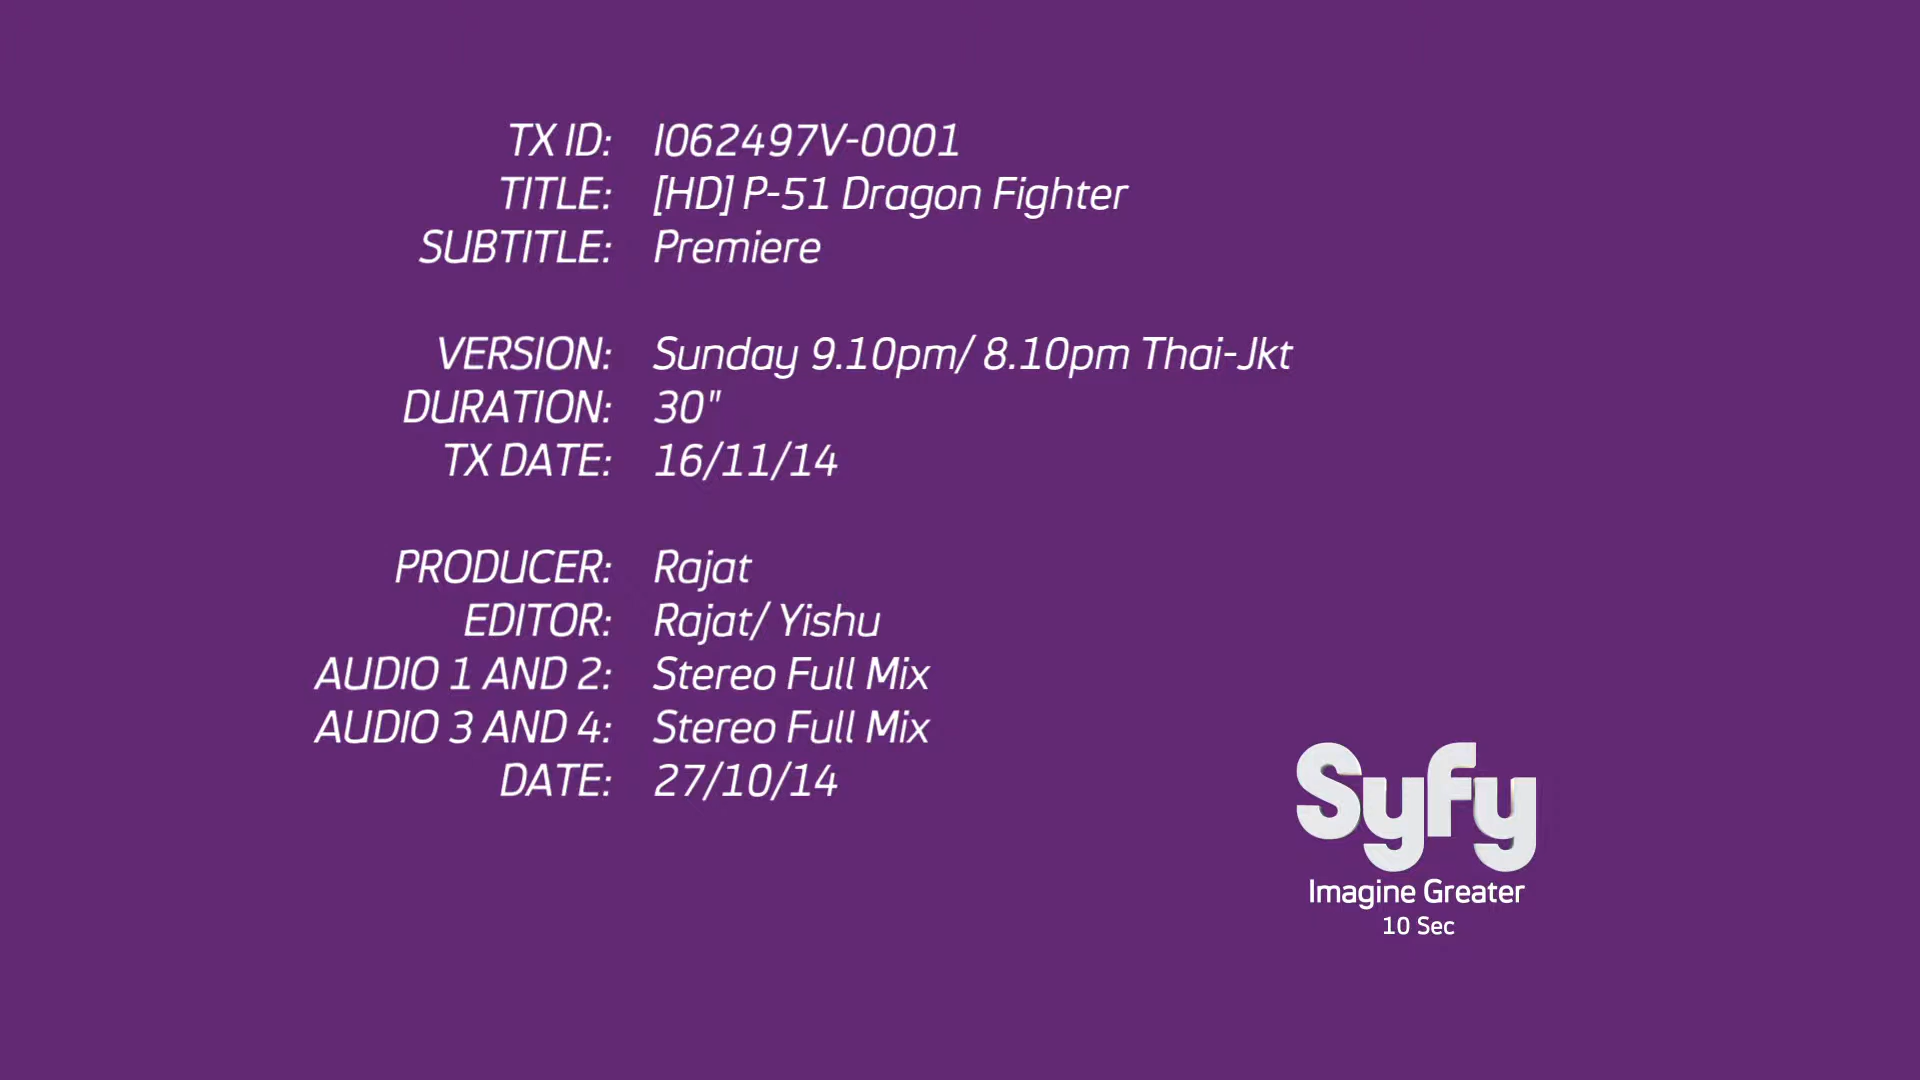 TX ID: I062497V-0001
TITLE: [HD] P-51 Dragon Fighter
SUBTITLE: Premiere
VERSION: Sunday 9.10pm/ 8.10pm Thai-Jkt
DURATION: 30"
TX DATE: 16/11/14
PRODUCER: Rajat
EDITOR: Rajat/ Yishu
AUDIO 1 AND 2: Stereo Full Mix
AUDIO 3 AND 4: Stereo Full Mix
DATE: 27/10/14
Syfy
Imagine Greater
10 Sec